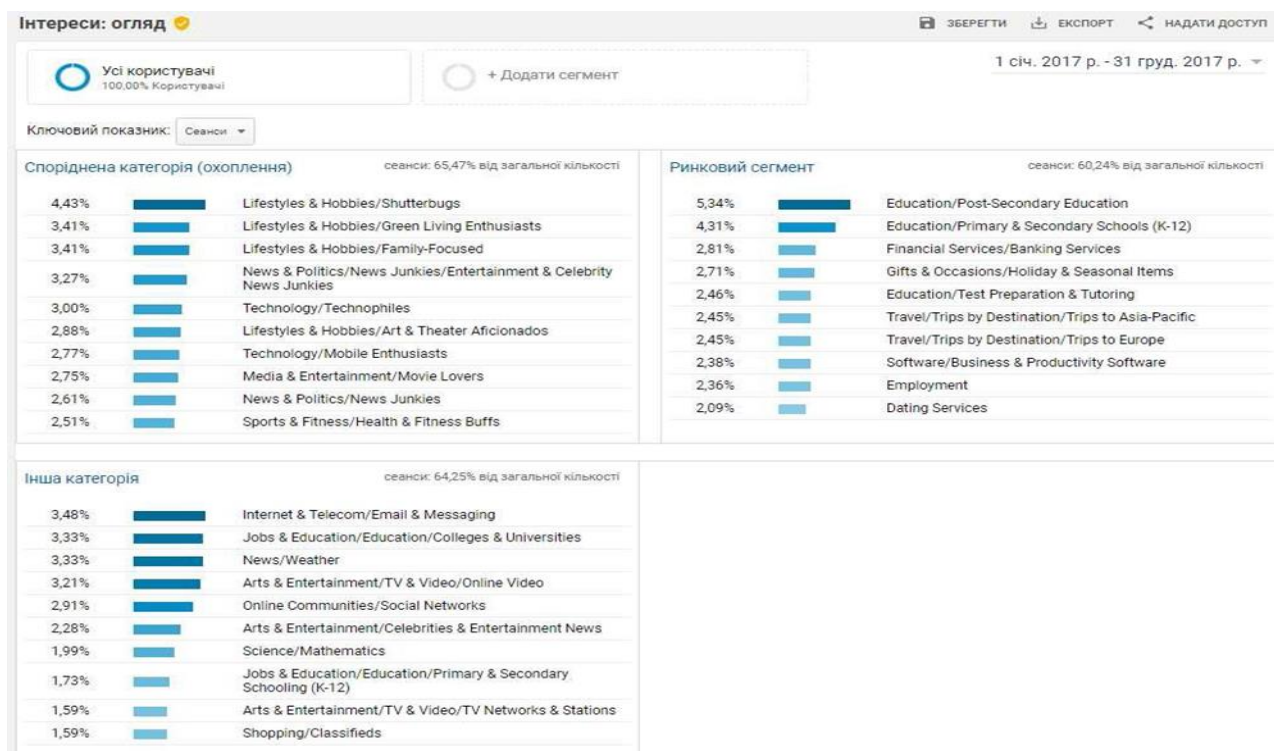 Інтереси: огляд
ЗБЕРЕГТИ ЕКСПОРТ НАДАТИ ДОСТУП
Усі користувачі
100,00% Користувачі
+ Додати сегмент
1 січ. 2017 р. - 31 груд. 2017 р.
Ключовий показник: Сеанси
Споріднена категорія (охоплення) сеанси: 65,47% від загальної кількості
4,43% Lifestyles & Hobbies/Shutterbugs
3,41% Lifestyles & Hobbies/Green Living Enthusiasts
3,41% Lifestyles & Hobbies/Family-Focused
3,27% News & Politics/News Junkies/Entertainment & Celebrity
News Junkies
3,00% Technology/Technophiles
2,88% Lifestyles & Hobbies/Art & Theater Aficionados
2,77% Technology/Mobile Enthusiasts
2,75% Media & Entertainment/Movie Lovers
2,61% News & Politics/News Junkies
2,51% Sports & Fitness/Health & Fitness Buffs
Ринковий сегмент сеанси: 60,24% від загальної кількості
5,34% Education/Post-Secondary Education
4,31% Education/Primary & Secondary Schools (K-12)
2,81% Financial Services/Banking Services
2,71% Gifts & Occasions/Holiday & Seasonal Items
2,46% Education/Test Preparation & Tutoring
2,45% Travel/Trips by Destination/Trips to Asia-Pacific
2,45% Travel/Trips by Destination/Trips to Europe
2,38% Software/Business & Productivity Software
2,36% Employment
2,09% Dating Services
Інша категорія сеанси: 64,25% від загальної кількості
3,48% Internet & Telecom/Email & Messaging
3,33% Jobs & Education/Education/Colleges & Universities
3,33% News/Weather
3,21% Arts & Entertainment/TV & Video/Online Video
2,91% Online Communities/Social Networks
2,28% Arts & Entertainment/Celebrities & Entertainment News
1,99% Science/Mathematics
1,73% Jobs & Education/Education/Primary & Secondary
Schooling (K-12)
1,59% Arts & Entertainment/TV & Video/TV Networks & Stations
1,59% Shopping/Classifieds